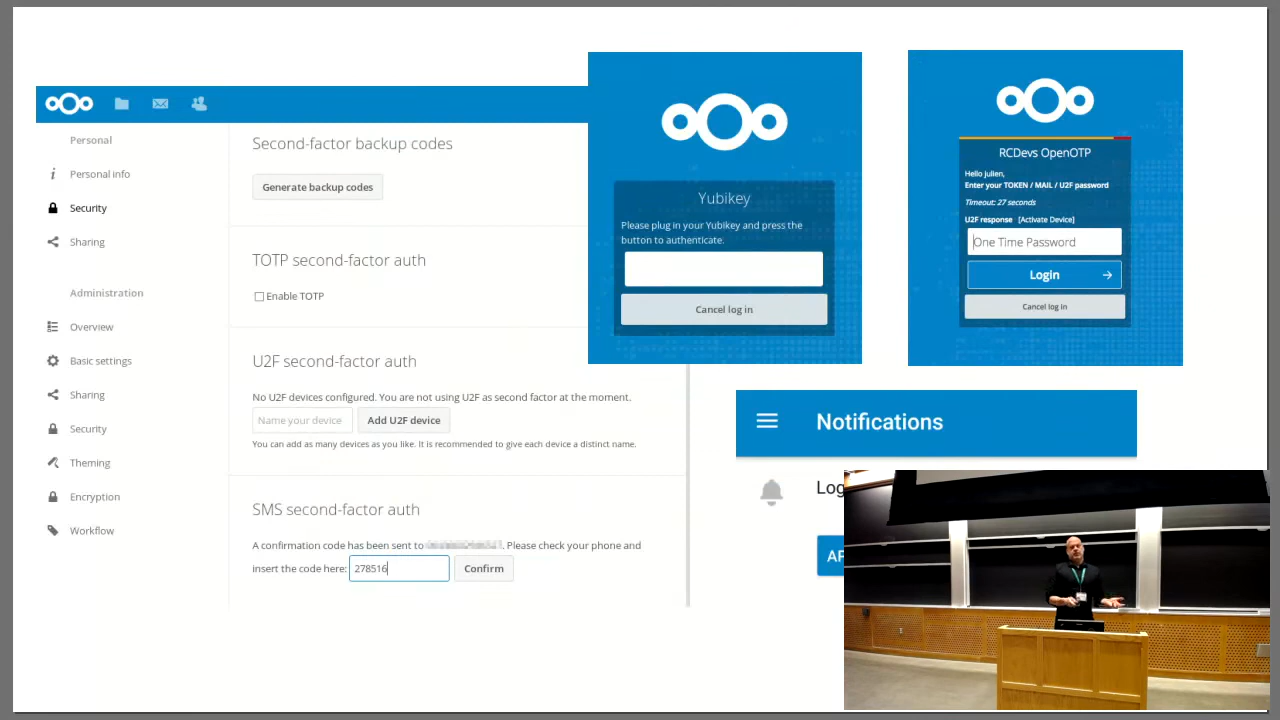 Personal
Personal info
Security
Sharing
Administration
Overview
Basic settings
Sharing
Security
Theming
Encryption
Workflow
Second-factor backup codes
Generate backup codes
TOTP second-factor auth
Enable TOTP
U2F second-factor auth
No U2F devices configured. You are not using U2F as second factor at the moment.
Name your device
Add U2F device
You can add as many devices as you like. It is recommended to give each device a distinct name.
SMS second-factor auth
A confirmation code has been sent to . Please check your phone and
insert the code here: 278516 Confirm
Yubikey
Please plug in your Yubikey and press the
button to authenticate.
Cancel log in
RCDevs OpenOTP
Hello julien,
Enter your TOKEN / MAIL / U2F password
Timeout: 27 seconds
U2F response [Activate Device]
One Time Password
Login
Cancel log in
Notifications
Log
AP